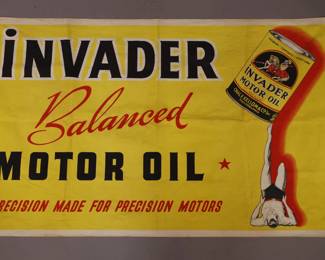 iNVADER
Balanced
MOTOR OIL
PRECISION MADE FOR PRECISION MOTORS
INVADER
MOTOR OIL